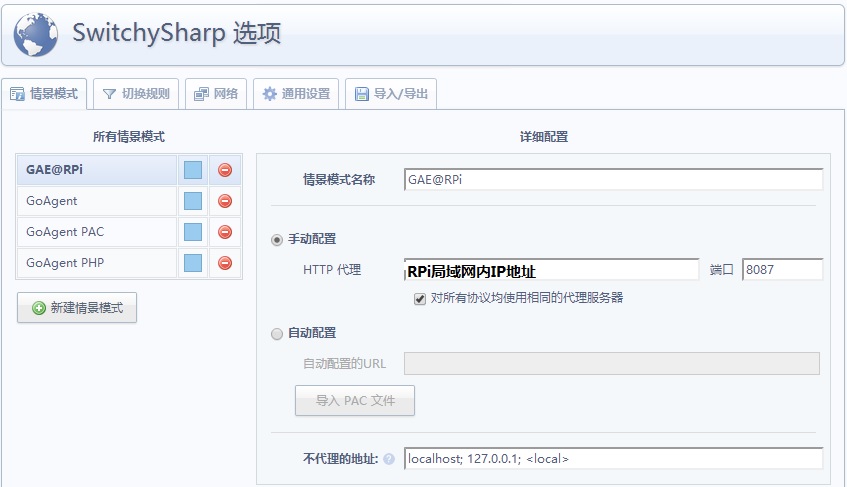 SwitchySharp 选项
情景模式 切换规则 网络 通用设置 导入/导出
所有情景模式
GAE@RPi
GoAgent
GoAgent PAC
GoAgent PHP
新建情景模式
详细配置
情景模式名称 GAE@RPi
手动配置
HTTP 代理 RPi局域网内IP地址 端口 8087
对所有协议均使用相同的代理服务器
自动配置
自动配置的URL
导入 PAC 文件
不代理的地址: ? localhost; 127.0.0.1; <local>